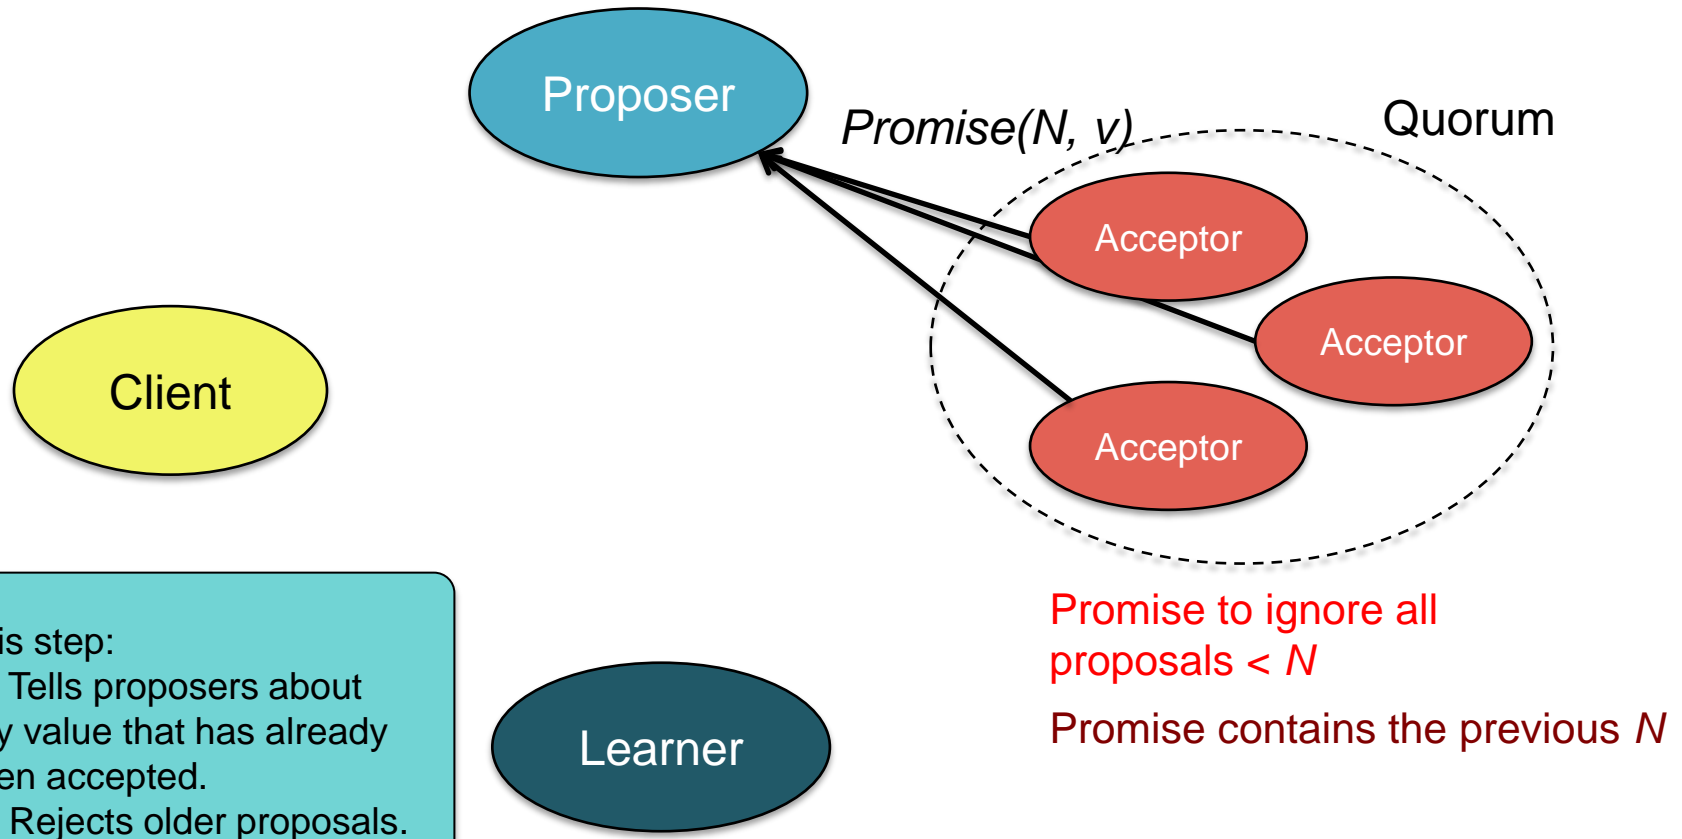 Proposer
Promise(N, v)
Quorum
Acceptor
Acceptor
Client
Acceptor
Promise to ignore all
proposals < N
Promise contains the previous N
is step:
Tells proposers about
y value that has already
en accepted.
Rejects older proposals.
Learner